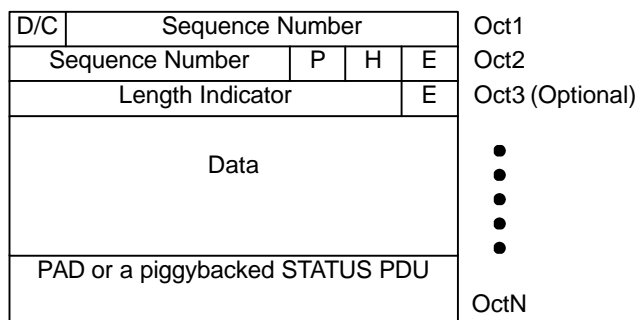 D/C Sequence Number Oct1
Sequence Number P H E Oct2
Length Indicator E Oct3 (Optional)
Data
PAD or a piggybacked STATUS PDU
OctN